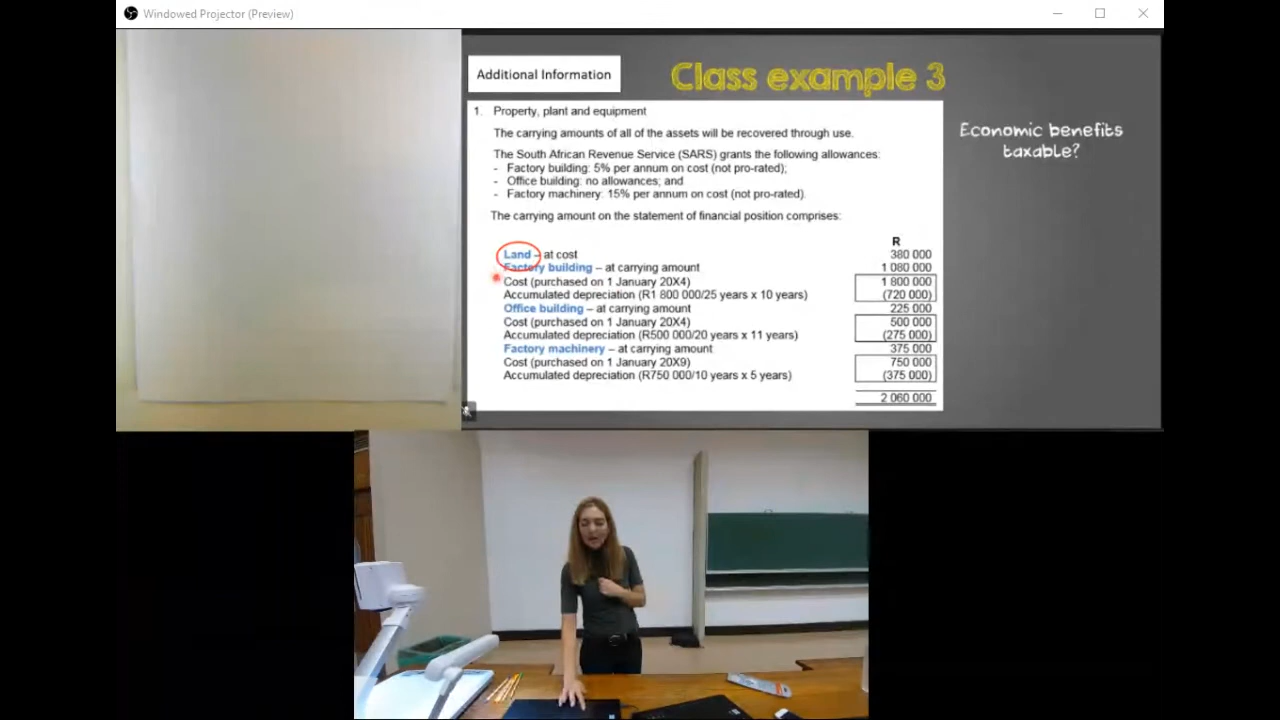 Windowed Projector (Preview)
Additional Information
Class example 3
Economic benefits
taxable?
1. Property, plant and equipment
The carrying amounts of all of the assets will be recovered through use.
The South African Revenue Service (SARS) grants the following allowances:
- Factory building: 5% per annum on cost (not pro-rated);
- Office building: no allowances; and
- Factory machinery: 15% per annum on cost (not pro-rated).
The carrying amount on the statement of financial position comprises:
R
Land – at cost 380 000
Factory building – at carrying amount 1 080 000
Cost (purchased on 1 January 20X4) 1 800 000
Accumulated depreciation (R1 800 000/25 years x 10 years) (720 000)
Office building – at carrying amount 225 000
Cost (purchased on 1 January 20X4) 500 000
Accumulated depreciation (R500 000/20 years x 11 years) (275 000)
Factory machinery – at carrying amount 375 000
Cost (purchased on 1 January 20X9) 750 000
Accumulated depreciation (R750 000/10 years x 5 years) (375 000)
2 060 000